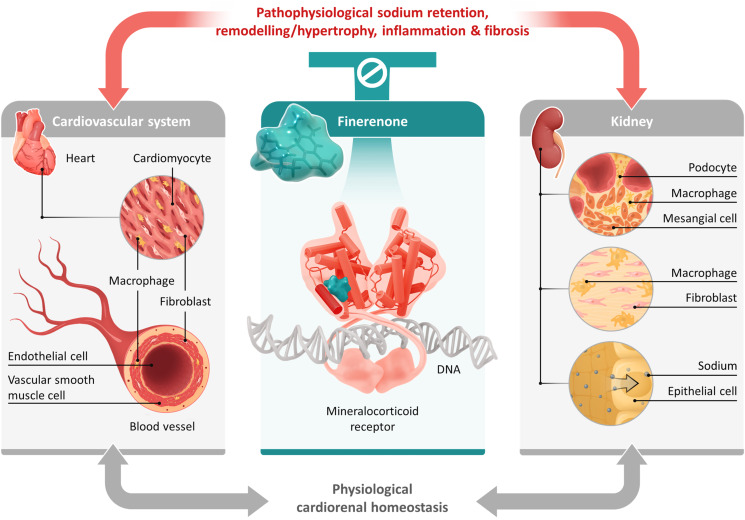 Pathophysiological sodium retention,
remodelling/hypertrophy, inflammation & fibrosis
Cardiovascular system
Heart
Cardiomyocyte
Macrophage
Fibroblast
Endothelial cell
Vascular smooth
muscle cell
Blood vessel
Finerenone
DNA
Mineralocorticoid
receptor
Kidney
Podocyte
Macrophage
Mesangial cell
Macrophage
Fibroblast
Sodium
Epithelial cell
Physiological
cardiorenal homeostasis